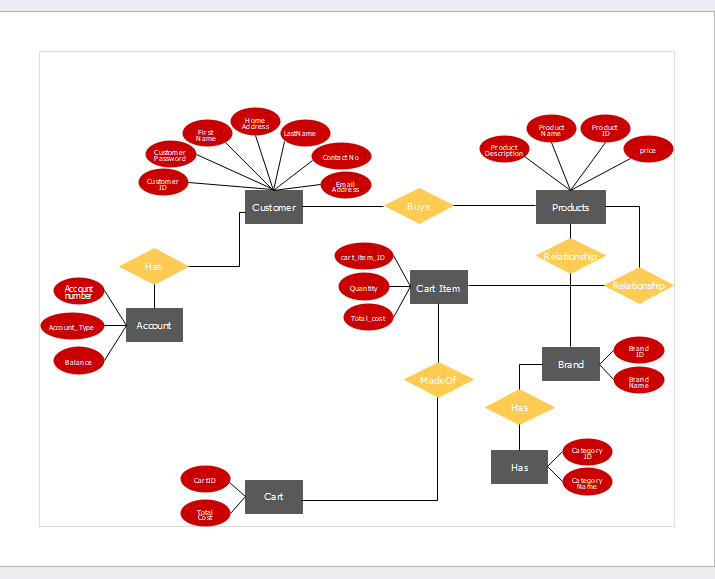 Home
Address
First
Name
LastName
Customer
Password
Contact No
Customer
ID
Email
Address
Product
Name
Product
ID
Product
Description
price
Customer
Buys
Products
Has
cart_item_ID
Relationship
Quantity
Cart Item
Relationship
Total_cost
Account
number
Account_Type
Account
Balance
Brand
Brand
ID
Brand
Name
MadeOf
Has
Has
Category
ID
Category
Name
CartID
Cart
Total
Cost